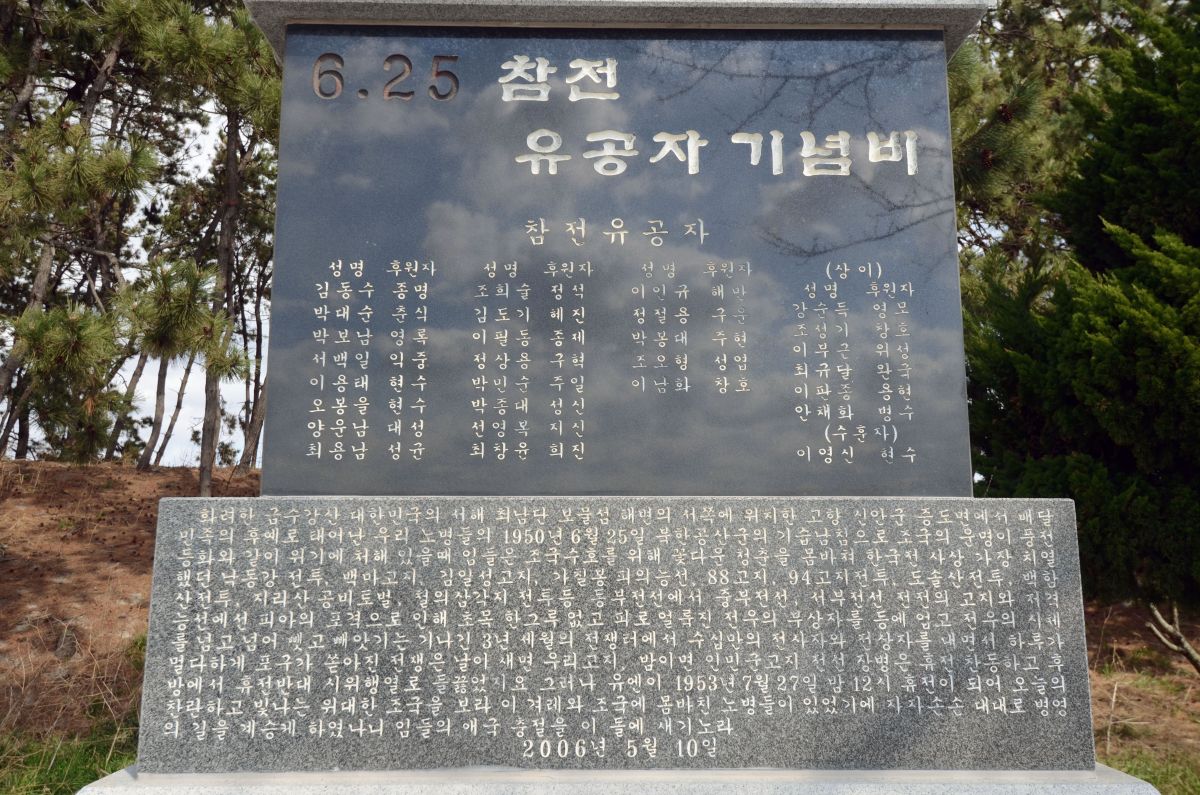 6.25 참전
유공자 기념비
참전유공자
성명 후원자 성명 후원자 성명 후원자 (상이)
김동수 종명 조희술 정석 이인규 해만 성명 후원자
박대순 춘식 김도기 혜진 정절용 구운 강순득 영모
박보남 영록 이필동 종제 박봉대 주현 조성기 창호
서백일 익중 정상용 구혁 조오형 성엽 이부근 위성
이용태 현수 박민순 주일 이남화 창호 최규달 완국
오봉을 현수 박종대 성신 이파종 용현
양운남 대성 선영복 지신 안채화 병수
최용남 성균 최창윤 희진 (수훈자)
이영신 현수
화려한 금수강산 대한민국의 서해 최남단 보물섬 해변의 서쪽에 위치한 고향 신안군 증도면에서 배달
민족의 후예로 태어난 우리 노병들의 1950년 6월 25일 북한공산군의 기습남침으로 조국의 운명이 풍전
등화와 같이 위기에 처해 있을때 임들은 조국수호를 위해 꽃다운 청춘을 몸바쳐 한국전 사상 가장 치열
했던 낙동강 전투, 백마고지, 김일성고지, 가칠봉 피의능선, 88고지, 94고지전투, 도솔산전투, 백함
산전투, 지리산 공비토벌, 철의삼각지 전투등 동부전선에서 중부전선, 서부전선 전전의 고지와 저격
능선에선 피아의 포격으로 인해 초목 한그루없고 피로 얼룩진 전우의 부상자를 등에 업고 전우의 시체
를넘고 넘어 뺏고 빼앗기는 기나긴 3년 세월의 전쟁터에서 수십만의 전사자와 전상자를 내면서 하루가
멀다하게 포구가 쏟아진 전쟁은 날이 새면 우리고지, 밤이면 인민군고지 전선 장병은 휴전 찬동하고 후
방에서 휴전반대 시위행열로 들끓었지요 그러나 유엔이 1953년 7월 27일 밤 12시 휴전이 되어 오늘의
찬란하고 빛나는 위대한 조국을 보라 이 겨레와 조국에 몸바친 노병들이 있었기에 자자손손 대대로 병영
의 길을 계승케 하였나니 임들의 애국 충절을 이 돌에 새기노라
2006년 5월 10일